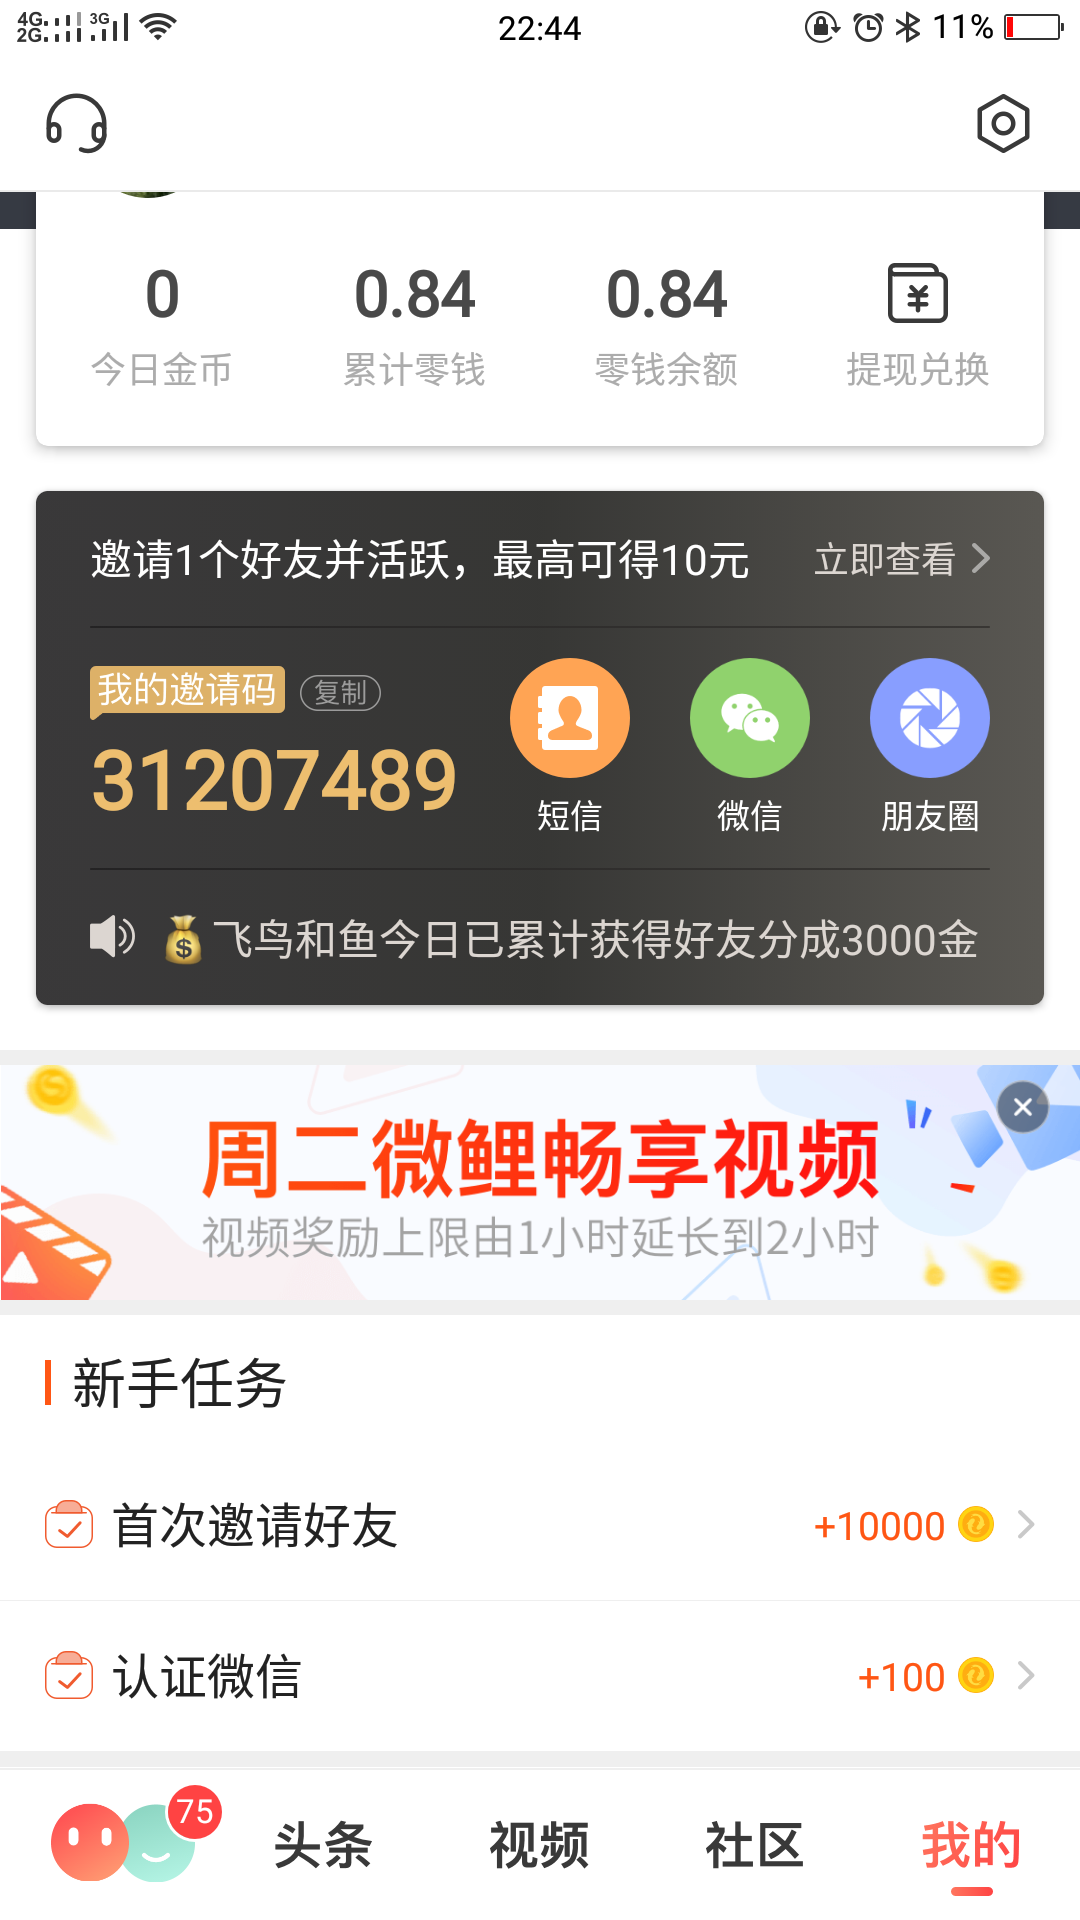 4G 3G 22:44 11%
2G
0 0.84 0.84
今日金币 累计零钱 零钱余额 提现兑换
邀请1个好友并活跃，最高可得10元 立即查看
我的邀请码 复制
31207489
短信 微信 朋友圈
飞鸟和鱼今日已累计获得好友分成3000金
周二微鲤畅享视频
视频奖励上限由1小时延长到2小时
新手任务
首次邀请好友 +10000
认证微信 +100
75
头条 视频 社区 我的